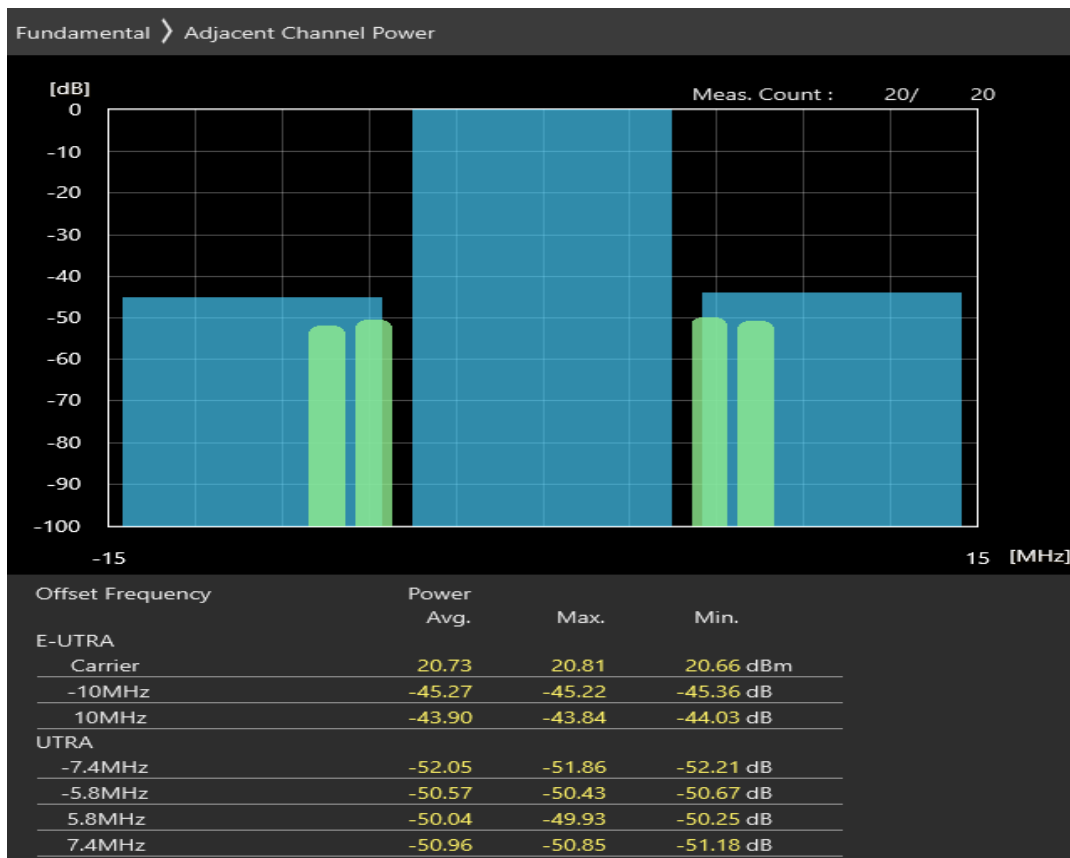 Fundamental ❯ Adjacent Channel Power
[dB]
Meas. Count : 20/ 20
0
-10
-20
-30
-40
-50
-60
-70
-80
-90
-100
-15 15 [MHz]
Offset Frequency Power
Avg. Max. Min.
E-UTRA
Carrier 20.73 20.81 20.66 dBm
-10MHz -45.27 -45.22 -45.36 dB
10MHz -43.90 -43.84 -44.03 dB
UTRA
-7.4MHz -52.05 -51.86 -52.21 dB
-5.8MHz -50.57 -50.43 -50.67 dB
5.8MHz -50.04 -49.93 -50.25 dB
7.4MHz -50.96 -50.85 -51.18 dB